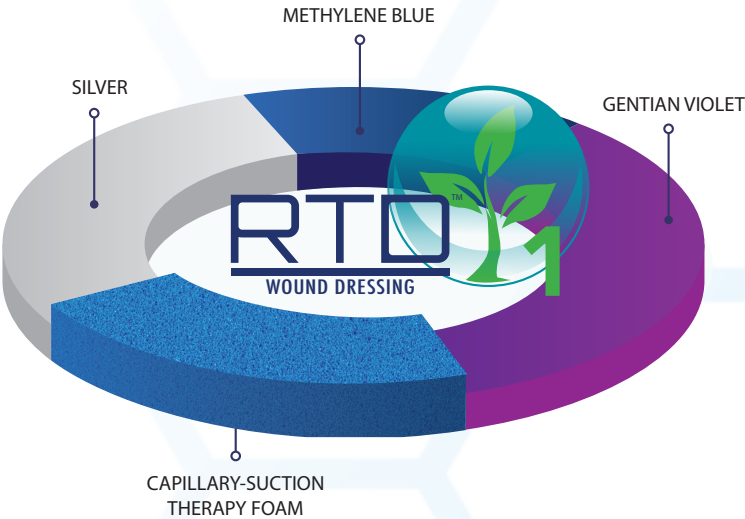 METHYLENE BLUE
SILVER
GENTIAN VIOLET
RTD™
1
WOUND DRESSING
CAPILLARY-SUCTION
THERAPY FOAM